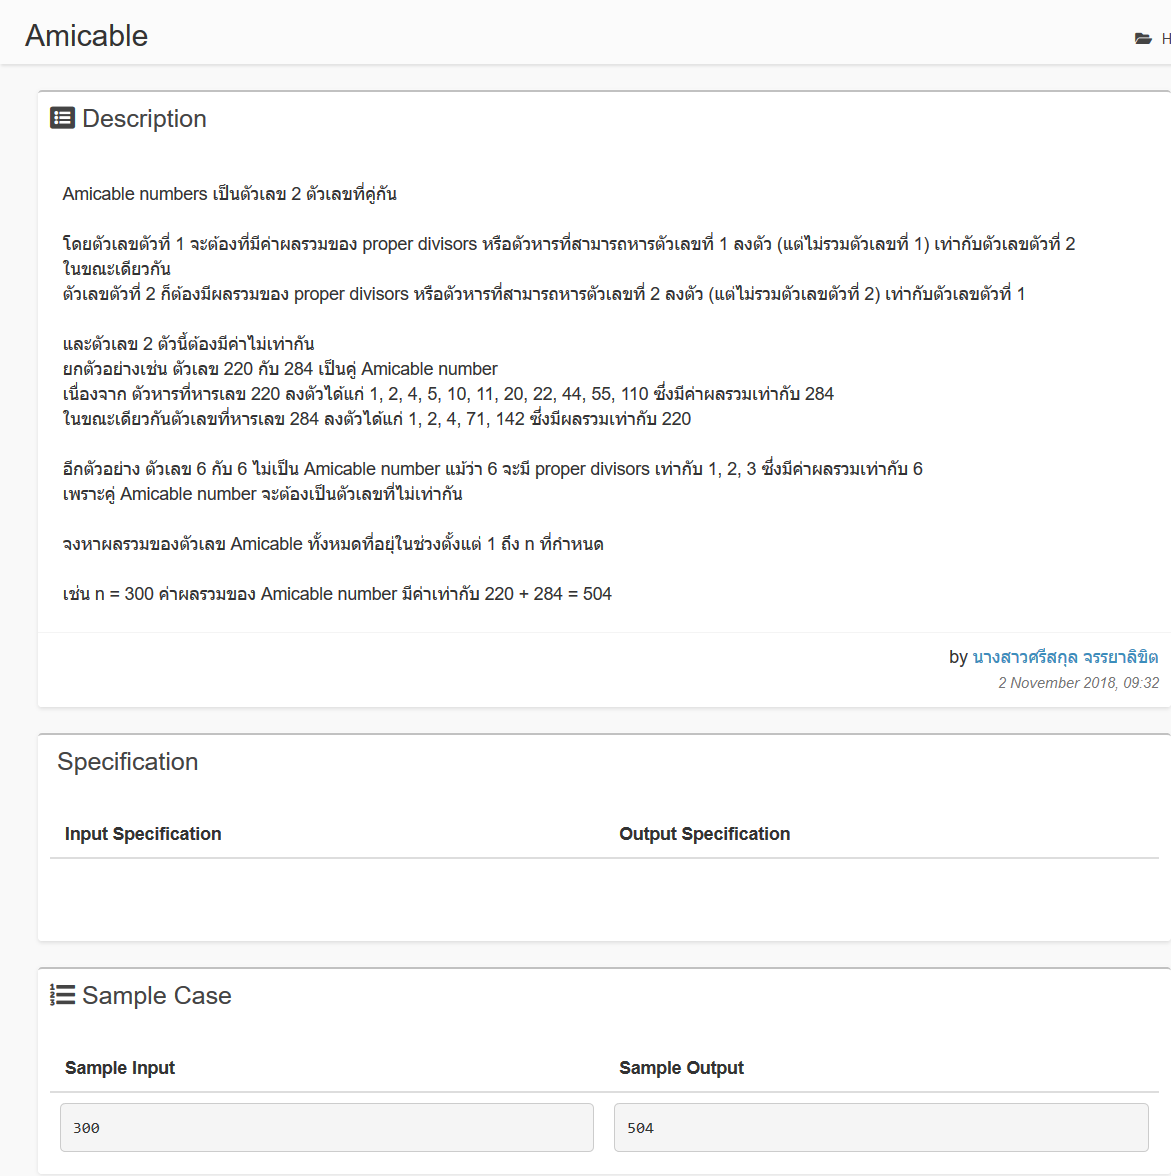 Amicable
Description
Amicable numbers เป็นตัวเลข 2 ตัวเลขที่คู่กัน
โดยตัวเลขตัวที่ 1 จะต้องที่มีค่าผลรวมของ proper divisors หรือตัวหารที่สามารถหารตัวเลขที่ 1 ลงตัว (แต่ไม่รวมตัวเลขที่ 1) เท่ากับตัวเลขตัวที่ 2
ในขณะเดียวกัน
ตัวเลขตัวที่ 2 ก็ต้องมีผลรวมของ proper divisors หรือตัวหารที่สามารถหารตัวเลขที่ 2 ลงตัว (แต่ไม่รวมตัวเลขตัวที่ 2) เท่ากับตัวเลขตัวที่ 1
และตัวเลข 2 ตัวนี้ต้องมีค่าไม่เท่ากัน
ยกตัวอย่างเช่น ตัวเลข 220 กับ 284 เป็นคู่ Amicable number
เนื่องจาก ตัวหารที่หารเลข 220 ลงตัวได้แก่ 1, 2, 4, 5, 10, 11, 20, 22, 44, 55, 110 ซึ่งมีค่าผลรวมเท่ากับ 284
ในขณะเดียวกันตัวเลขที่หารเลข 284 ลงตัวได้แก่ 1, 2, 4, 71, 142 ซึ่งมีผลรวมเท่ากับ 220
อีกตัวอย่าง ตัวเลข 6 กับ 6 ไม่เป็น Amicable number แม้ว่า 6 จะมี proper divisors เท่ากับ 1, 2, 3 ซึ่งมีค่าผลรวมเท่ากับ 6
เพราะคู่ Amicable number จะต้องเป็นตัวเลขที่ไม่เท่ากัน
จงหาผลรวมของตัวเลข Amicable ทั้งหมดที่อยุ่ในช่วงตั้งแต่ 1 ถึง n ที่กำหนด
เช่น n = 300 ค่าผลรวมของ Amicable number มีค่าเท่ากับ 220 + 284 = 504
by นางสาวศรีสกุล จรรยาลิขิต
2 November 2018, 09:32
Specification
Input Specification
Output Specification
Sample Case
Sample Input
Sample Output
300
504